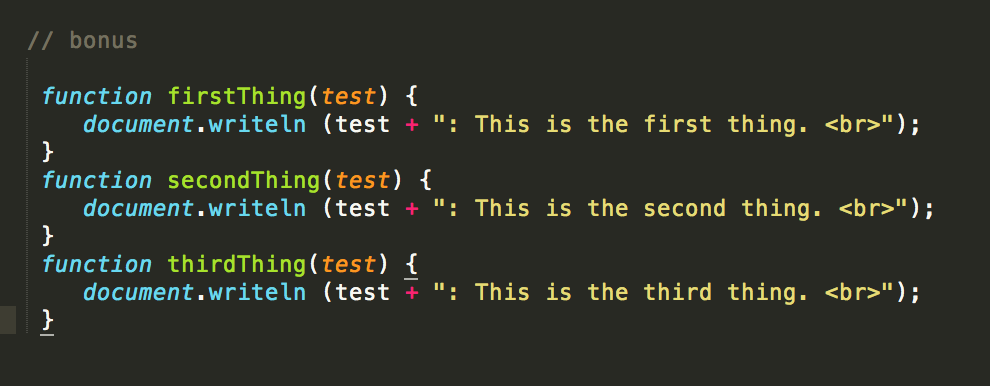 // bonus
function firstThing(test) {
document.writeln (test + ": This is the first thing. <br>");
}
function secondThing(test) {
document.writeln (test + ": This is the second thing. <br>");
}
function thirdThing(test) {
document.writeln (test + ": This is the third thing. <br>");
}